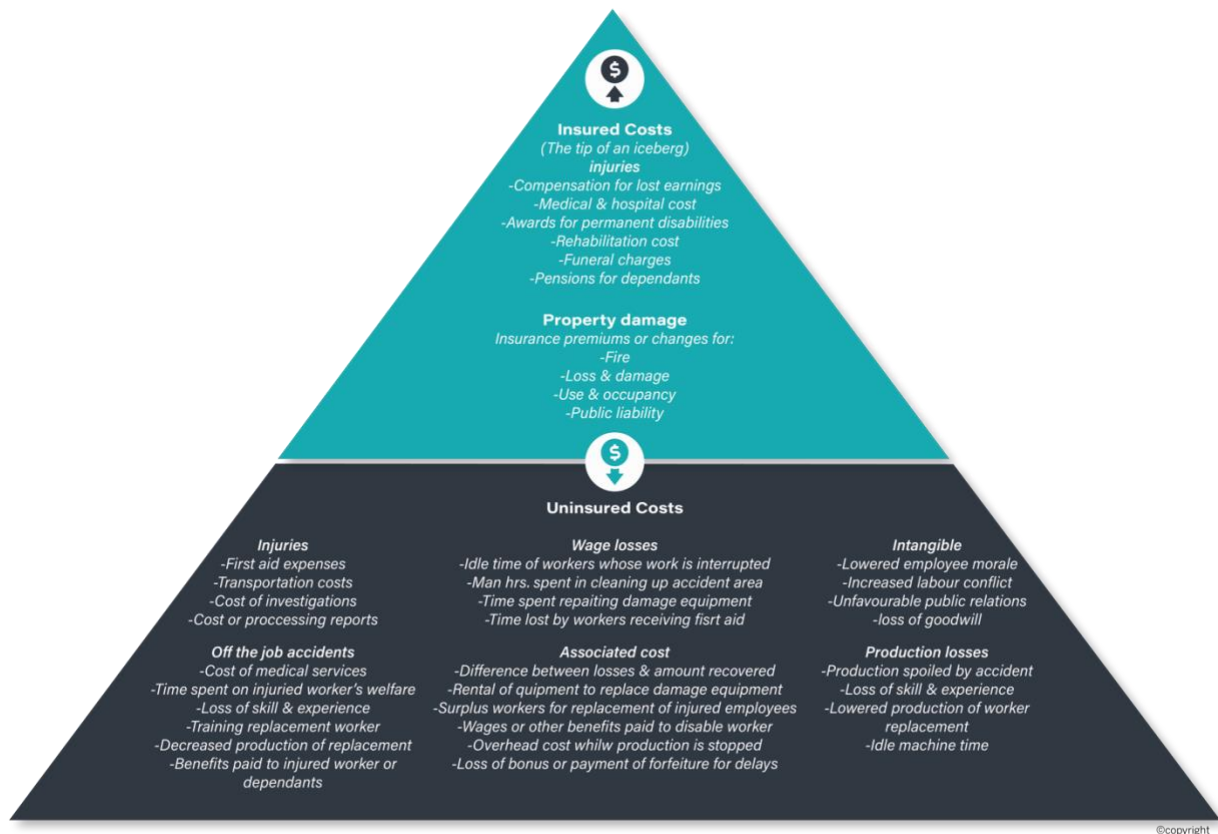 $
Insured Costs
(The tip of an iceberg)
injuries
-Compensation for lost earnings
-Medical & hospital cost
-Awards for permanent disabilities
-Rehabilitation cost
-Funeral charges
-Pensions for dependants
Property damage
Insurance premiums or changes for:
-Fire
-Loss & damage
-Use & occupancy
-Public liability
$
Uninsured Costs
Injuries
-First aid expenses
-Transportation costs
-Cost of investigations
-Cost or proccessing reports
Wage losses
-Idle time of workers whose work is interrupted
-Man hrs. spent in cleaning up accident area
-Time spent repaiting damage equipment
-Time lost by workers receiving fisrt aid
Intangible
-Lowered employee morale
-Increased labour conflict
-Unfavourable public relations
-loss of goodwill
Off the job accidents
-Cost of medical services
-Time spent on injured worker's welfare
-Loss of skill & experience
-Training replacement worker
-Decreased production of replacement
-Benefits paid to injured worker or
dependants
Associated cost
-Difference between losses & amount recovered
-Rental of quipment to replace damage equipment
-Surplus workers for replacement of injured employees
-Wages or other benefits paid to disable worker
-Overhead cost whilw production is stopped
-Loss of bonus or payment of forfeiture for delays
Production losses
-Production spoiled by accident
-Loss of skill & experience
-Lowered production of worker
replacement
-Idle machine time
©copyright